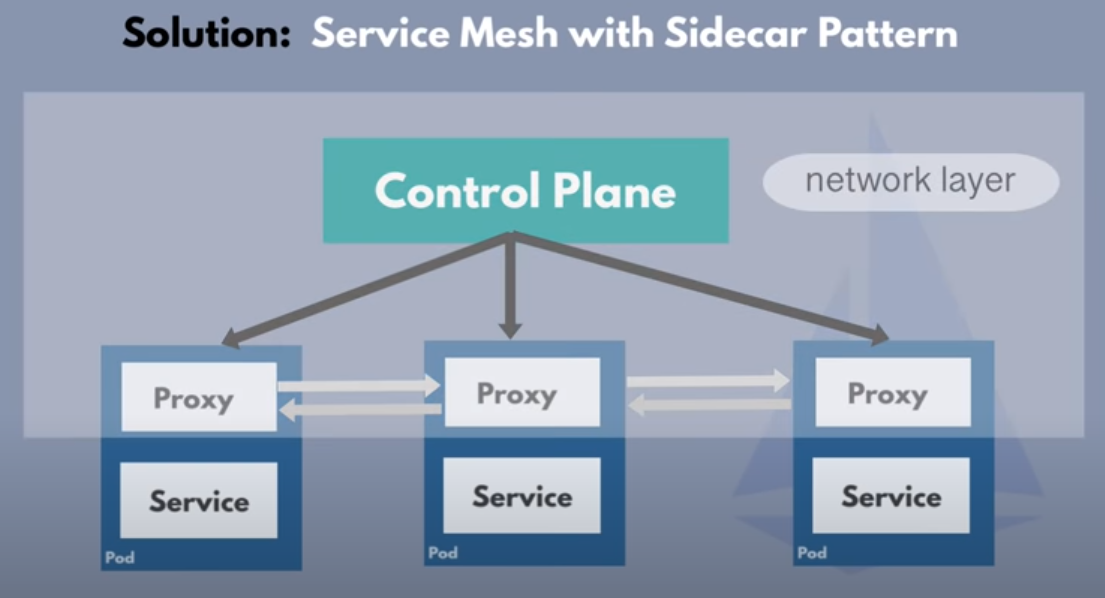 Solution: Service Mesh with Sidecar Pattern
Control Plane
network layer
Proxy
Proxy
Proxy
Service
Service
Service
Pod
Pod
Pod